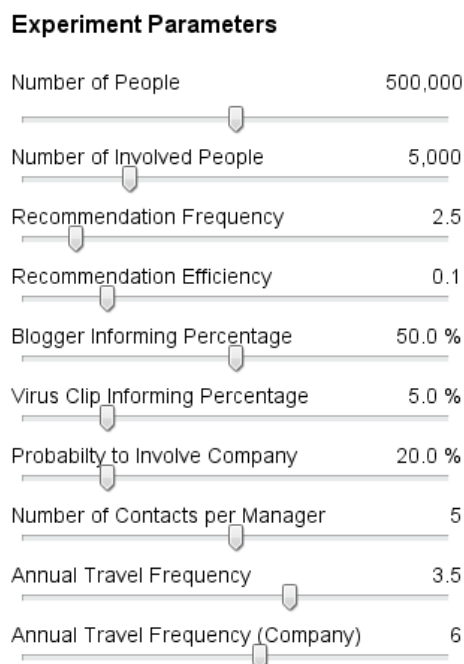 Experiment Parameters
Number of People 500,000
Number of Involved People 5,000
Recommendation Frequency 2.5
Recommendation Efficiency 0.1
Blogger Informing Percentage 50.0 %
Virus Clip Informing Percentage 5.0 %
Probabilty to Involve Company 20.0 %
Number of Contacts per Manager 5
Annual Travel Frequency 3.5
Annual Travel Frequency (Company) 6